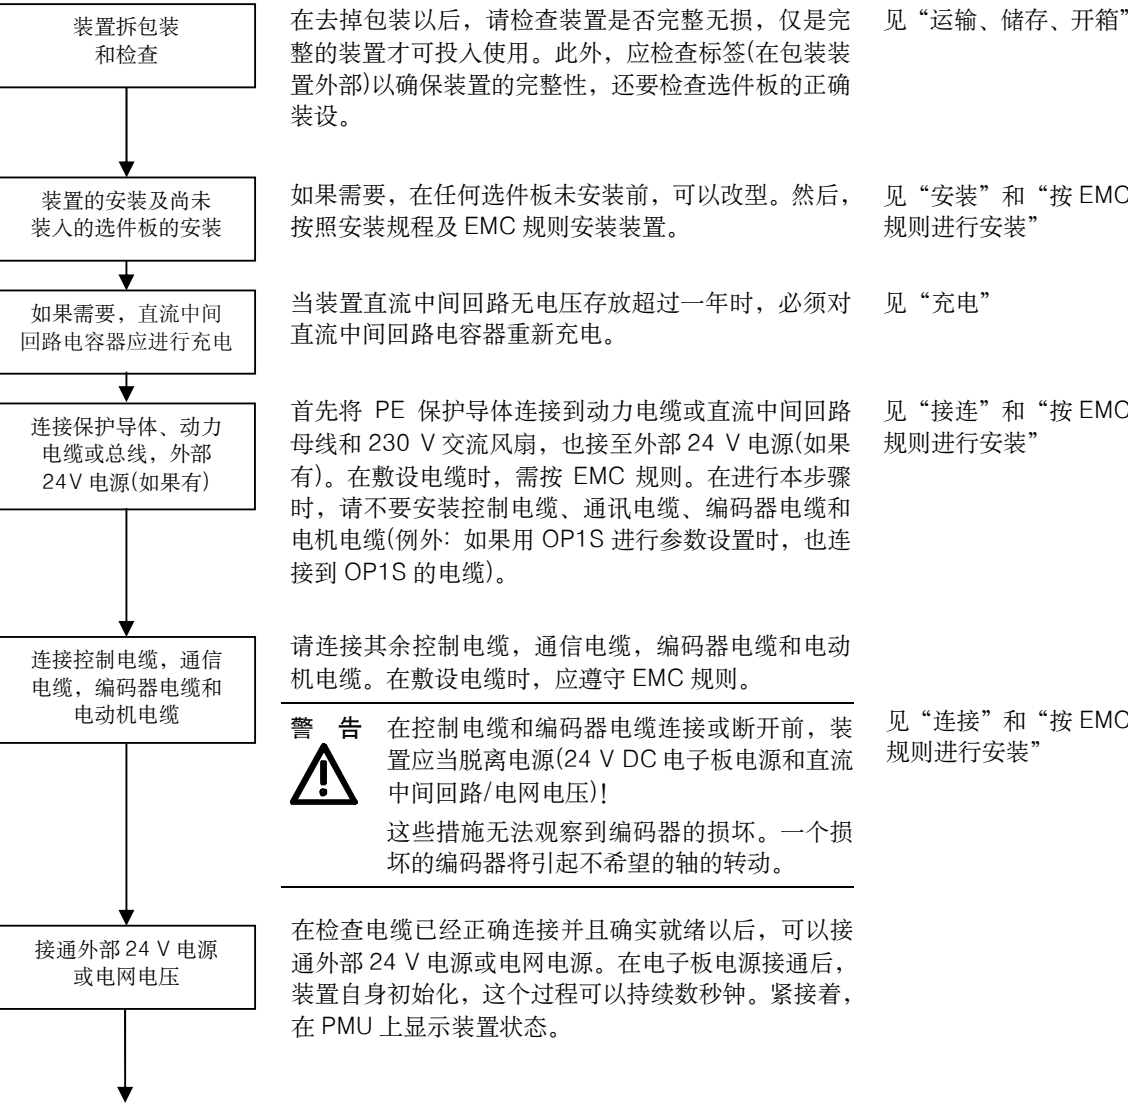 装置拆包装
和检查
在去掉包装以后，请检查装置是否完整无损，仅是完
整的装置才可投入使用。此外，应检查标签(在包装装
置外部)以确保装置的完整性，还要检查选件板的正确
装设。
见“运输、储存、开箱”
装置的安装及尚未
装入的选件板的安装
如果需要，在任何选件板未安装前，可以改型。然后，
按照安装规程及 EMC 规则安装装置。
见“安装”和“按 EMC
规则进行安装”
如果需要，直流中间
回路电容器应进行充电
当装置直流中间回路无电压存放超过一年时，必须对
直流中间回路电容器重新充电。
见“充电”
连接保护导体、动力
电缆或总线，外部
24V 电源(如果有)
首先将 PE 保护导体连接到动力电缆或直流中间回路
母线和 230 V 交流风扇，也接至外部 24 V 电源(如果
有)。在敷设电缆时，需按 EMC 规则。在进行本步骤
时，请不要安装控制电缆、通讯电缆、编码器电缆和
电机电缆(例外：如果用 OP1S 进行参数设置时，也连
接到 OP1S 的电缆)。
见“接连”和“按 EMC
规则进行安装”
连接控制电缆，通信
电缆，编码器电缆和
电动机电缆
请连接其余控制电缆，通信电缆，编码器电缆和电动
机电缆。在敷设电缆时，应遵守 EMC 规则。
警 告
在控制电缆和编码器电缆连接或断开前，装
置应当脱离电源(24 V DC 电子板电源和直流
中间回路/电网电压)！
这些措施无法观察到编码器的损坏。一个损
坏的编码器将引起不希望的轴的转动。
见“连接”和“按 EMC
规则进行安装”
接通外部 24 V 电源
或电网电压
在检查电缆已经正确连接并且确实就绪以后，可以接
通外部 24 V 电源或电网电源。在电子板电源接通后，
装置自身初始化，这个过程可以持续数秒钟。紧接着，
在 PMU 上显示装置状态。